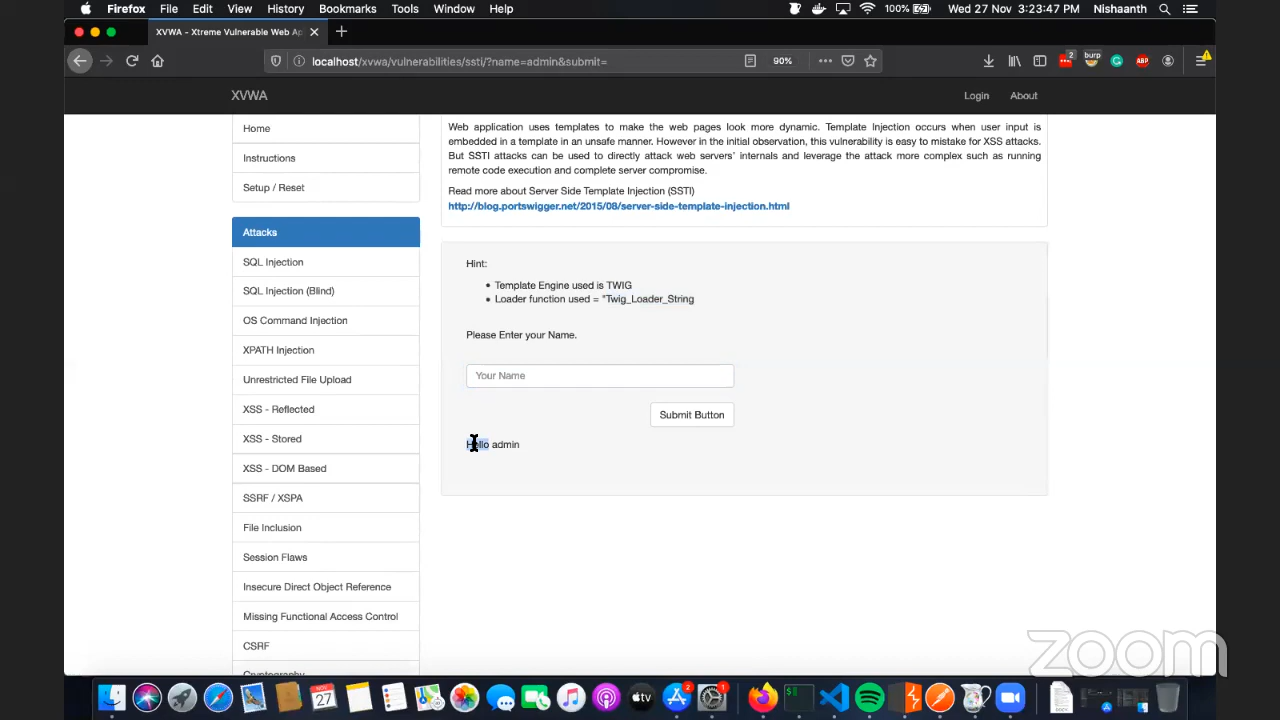 Firefox File Edit View History Bookmarks Tools Window Help 100% Wed 27 Nov 3:23:47 PM Nishaanth
XVWA - Xtreme Vulnerable Web Ap
localhost/xvwa/vulnerabilities/ssti/?name=admin&submit= 90% 2 burp ABP
XVWA Login About
Home
Instructions
Setup / Reset
Attacks
SQL Injection
SQL Injection (Blind)
OS Command Injection
XPATH Injection
Unrestricted File Upload
XSS - Reflected
XSS - Stored
XSS - DOM Based
SSRF / XSPA
File Inclusion
Session Flaws
Insecure Direct Object Reference
Missing Functional Access Control
CSRF
Cryptography
Web application uses templates to make the web pages look more dynamic. Template Injection occurs when user input is
embedded in a template in an unsafe manner. However in the initial observation, this vulnerability is easy to mistake for XSS attacks.
But SSTI attacks can be used to directly attack web servers' internals and leverage the attack more complex such as running
remote code execution and complete server compromise.
Read more about Server Side Template Injection (SSTI)
http://blog.portswigger.net/2015/08/server-side-template-injection.html
Hint:
Template Engine used is TWIG
Loader function used = "Twig_Loader_String
Please Enter your Name.
Your Name
Submit Button
Hello admin
zoom
NOV
27
tv
2
1